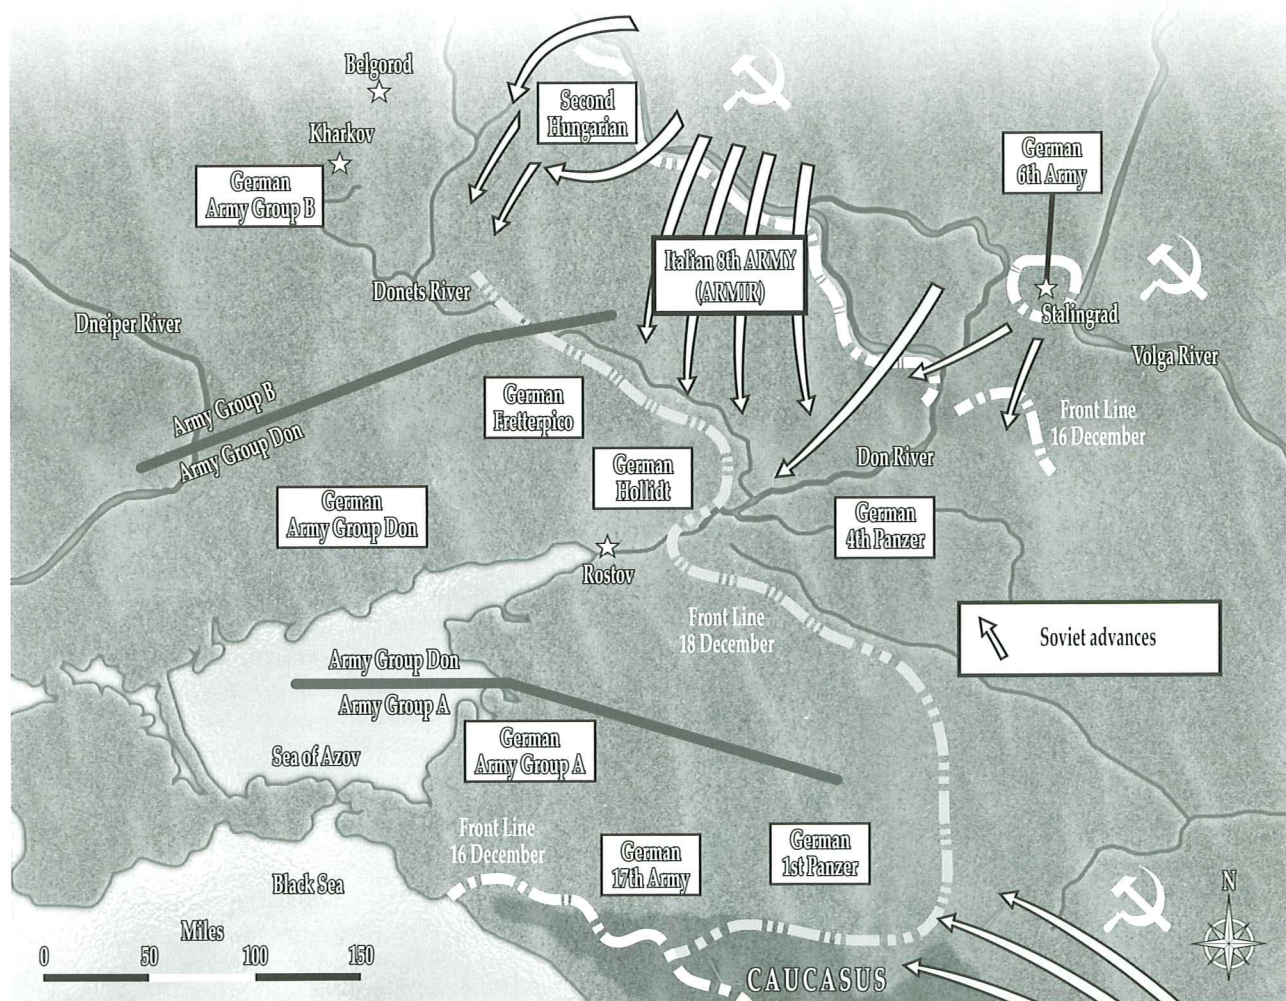 Belgorod
Second
Hungarian
Kharkov
German
6th Army
German
Army Group B
Italian 8th ARMY
(ARMIR)
Donets River
Stalingrad
Dneiper River
Volga River
German
Fretterpico
Army Group B
Army Group Don
Front Line
16 December
Don River
German
Hollidt
German
Army Group Don
German
4th Panzer
Rostov
Front Line
18 December
Soviet advances
Army Group Don
Army Group A
Sea of Azov
German
Army Group A
Front Line
16 December
German
17th Army
German
1st Panzer
Black Sea
N
Miles
0 50 100 150
CAUCASUS